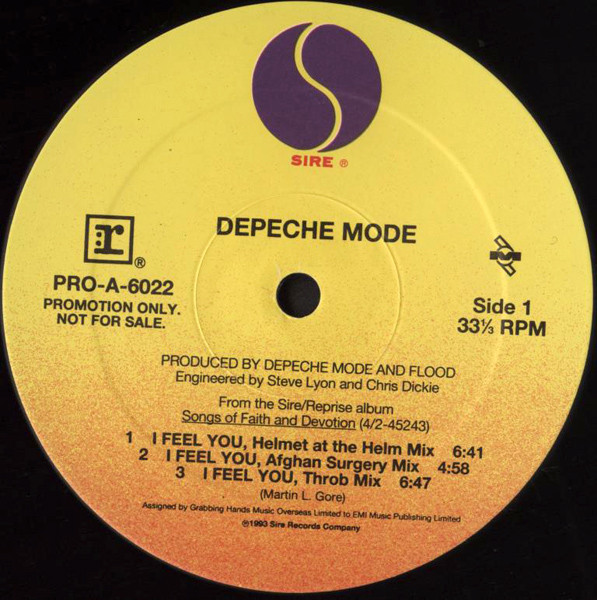 SIRE ®
DEPECHE MODE
r ®
PRO-A-6022
PROMOTION ONLY.
NOT FOR SALE.
Side 1
33⅓ RPM
PRODUCED BY DEPECHE MODE AND FLOOD
Engineered by Steve Lyon and Chris Dickie
From the Sire/Reprise album
Songs of Faith and Devotion (4/2-45243)
1 I FEEL YOU, Helmet at the Helm Mix 6:41
2 I FEEL YOU, Afghan Surgery Mix 4:58
3 I FEEL YOU, Throb Mix 6:47
(Martin L. Gore)
Assigned by Grabbing Hands Music Overseas Limited to EMI Music Publishing Limited
℗1993 Sire Records Company